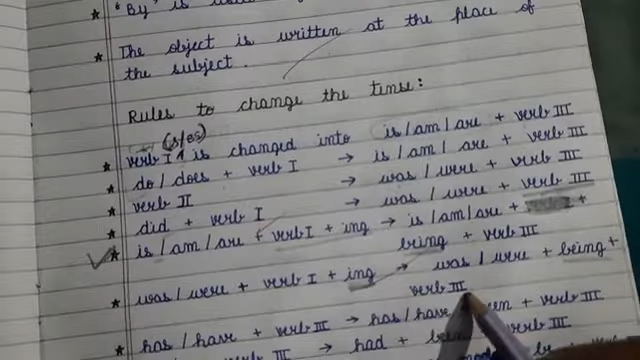 * "By" is
* The object is written at the place of
the subject.
Rules to change the tense:
(s/es)
* verb I ^ is changed into is/am/are + verb III
* do/does + verb I → is/am/are + verb III
* verb II → was/were + verb III
* did + verb I → was/were + verb III
✓ * is/am/are + verb I + ing → is/am/are + +
being + verb III
* was/were + verb I + ing → was/were + being +
verb III
* has/have + verb III → has/have + verb III
III → had + verb III